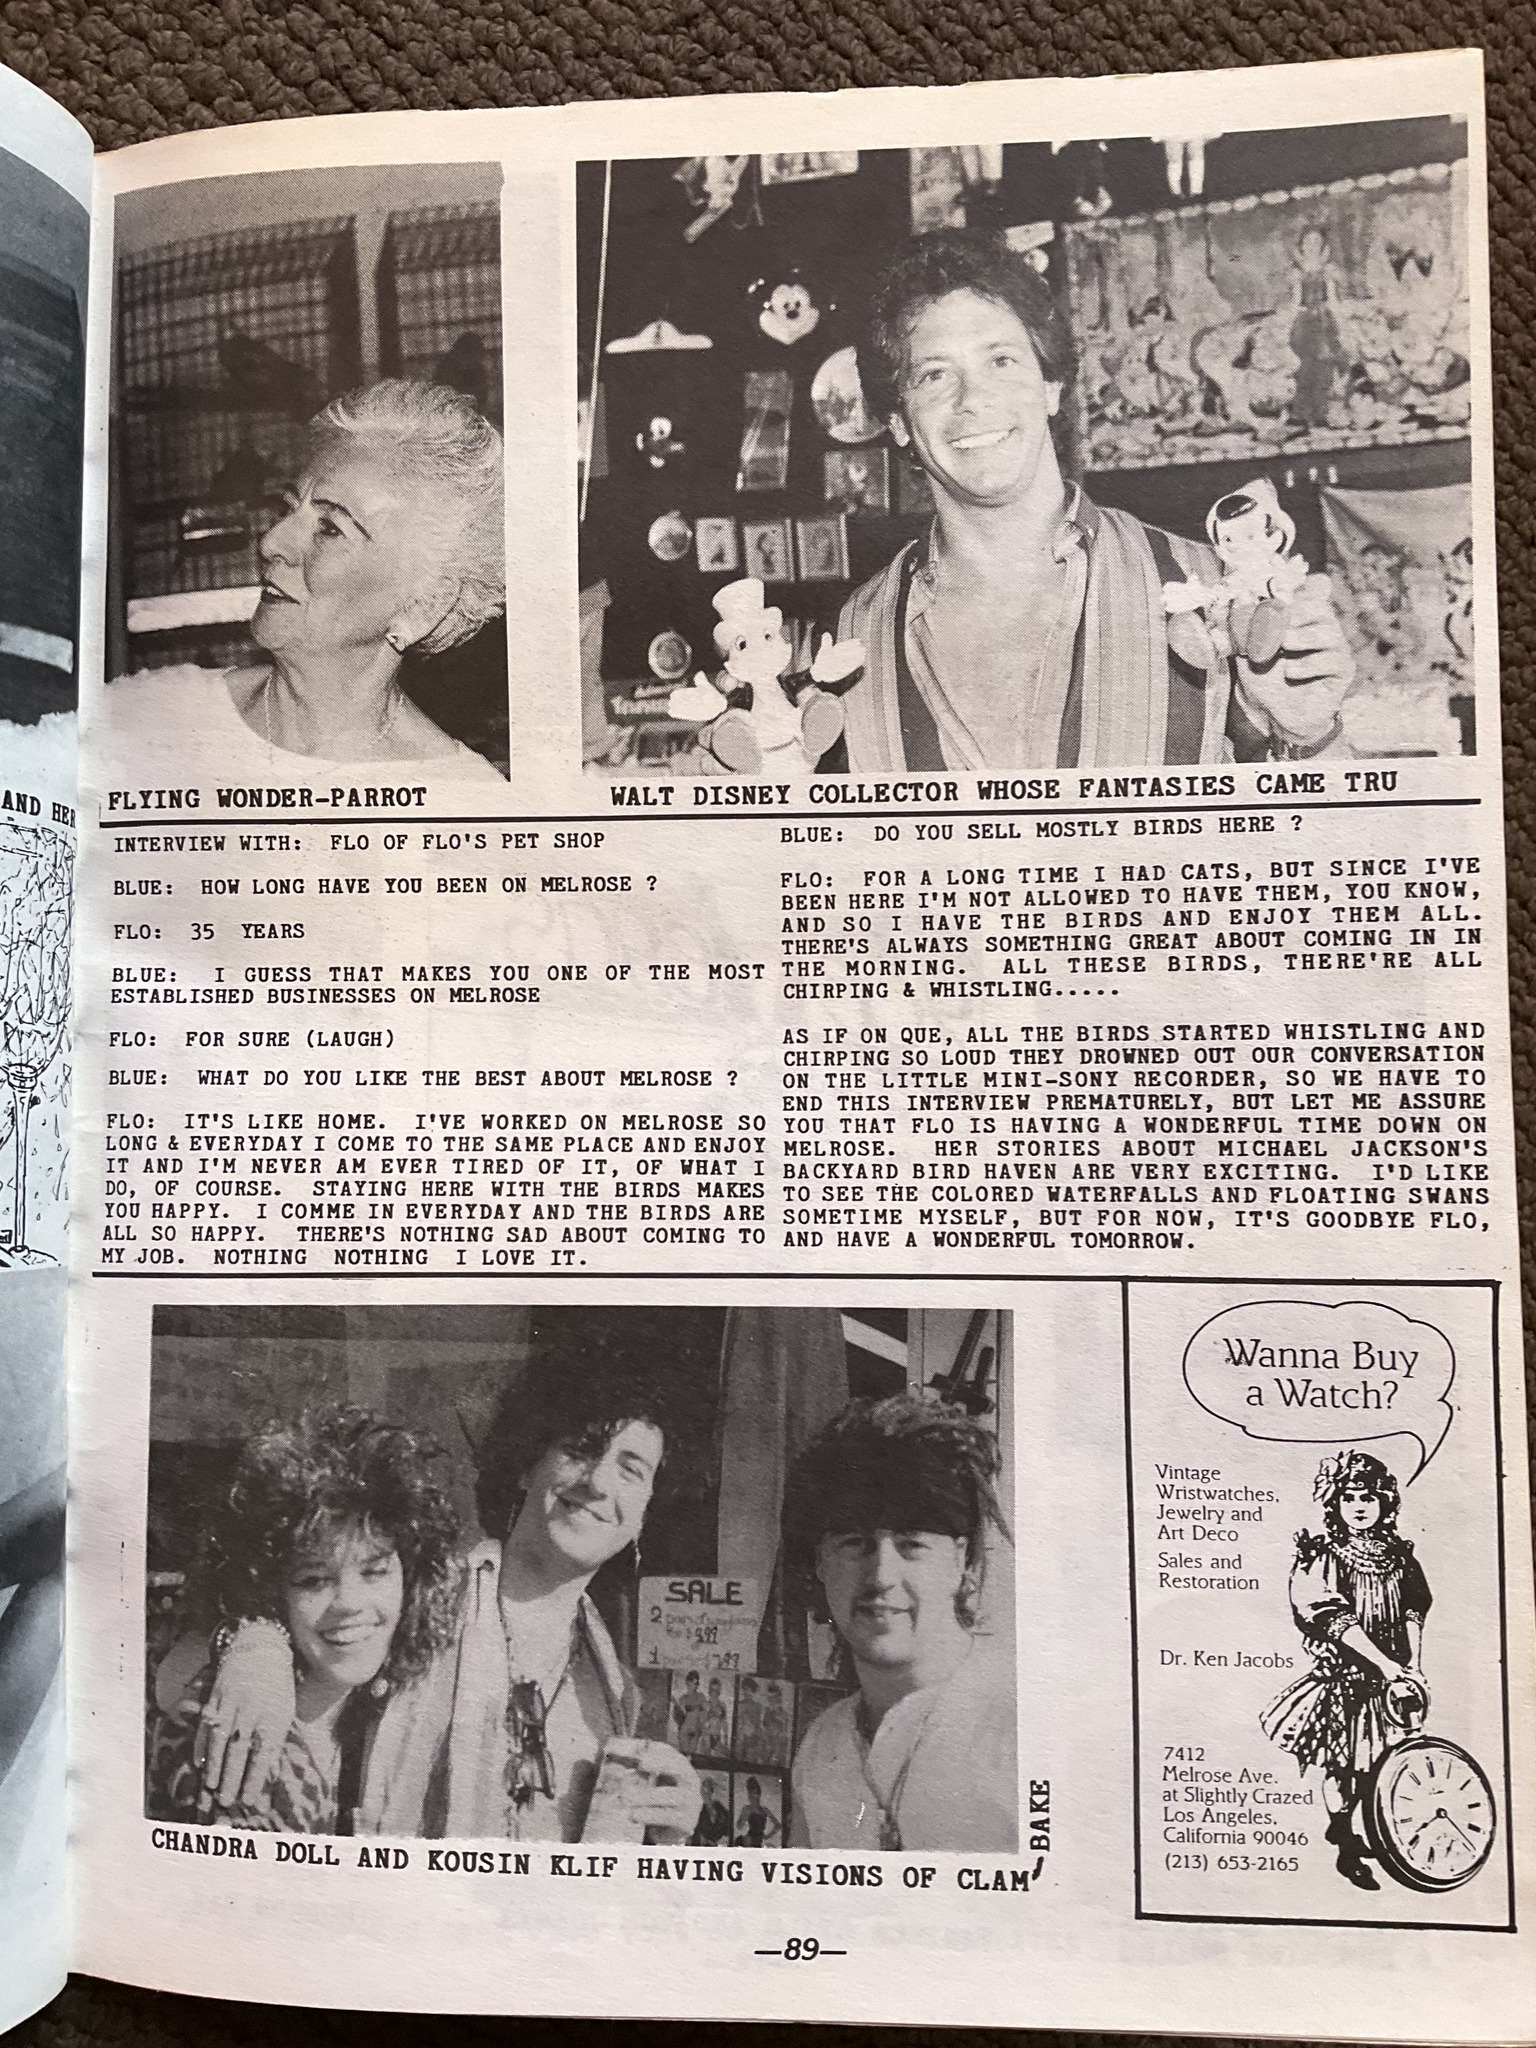 AND HER
FLYING WONDER-PARROT
WALT DISNEY COLLECTOR WHOSE FANTASIES CAME TRU
INTERVIEW WITH: FLO OF FLO'S PET SHOP
BLUE: HOW LONG HAVE YOU BEEN ON MELROSE ?
FLO: 35 YEARS
BLUE: I GUESS THAT MAKES YOU ONE OF THE MOST
ESTABLISHED BUSINESSES ON MELROSE
FLO: FOR SURE (LAUGH)
BLUE: WHAT DO YOU LIKE THE BEST ABOUT MELROSE ?
FLO: IT'S LIKE HOME. I'VE WORKED ON MELROSE SO
LONG & EVERYDAY I COME TO THE SAME PLACE AND ENJOY
IT AND I'M NEVER AM EVER TIRED OF IT, OF WHAT I
DO, OF COURSE. STAYING HERE WITH THE BIRDS MAKES
YOU HAPPY. I COMME IN EVERYDAY AND THE BIRDS ARE
ALL SO HAPPY. THERE'S NOTHING SAD ABOUT COMING TO
MY JOB. NOTHING NOTHING I LOVE IT.
BLUE: DO YOU SELL MOSTLY BIRDS HERE ?
FLO: FOR A LONG TIME I HAD CATS, BUT SINCE I'VE
BEEN HERE I'M NOT ALLOWED TO HAVE THEM, YOU KNOW,
AND SO I HAVE THE BIRDS AND ENJOY THEM ALL.
THERE'S ALWAYS SOMETHING GREAT ABOUT COMING IN IN
THE MORNING. ALL THESE BIRDS, THERE'RE ALL
CHIRPING & WHISTLING.....
AS IF ON QUE, ALL THE BIRDS STARTED WHISTLING AND
CHIRPING SO LOUD THEY DROWNED OUT OUR CONVERSATION
ON THE LITTLE MINI-SONY RECORDER, SO WE HAVE TO
END THIS INTERVIEW PREMATURELY, BUT LET ME ASSURE
YOU THAT FLO IS HAVING A WONDERFUL TIME DOWN ON
MELROSE. HER STORIES ABOUT MICHAEL JACKSON'S
BACKYARD BIRD HAVEN ARE VERY EXCITING. I'D LIKE
TO SEE THE COLORED WATERFALLS AND FLOATING SWANS
SOMETIME MYSELF, BUT FOR NOW, IT'S GOODBYE FLO,
AND HAVE A WONDERFUL TOMORROW.
SALE
2
1
CHANDRA DOLL AND KOUSIN KLIF HAVING VISIONS OF CLAM-BAKE
Wanna Buy
a Watch?
Vintage
Wristwatches,
Jewelry and
Art Deco
Sales and
Restoration
Dr. Ken Jacobs
7412
Melrose Ave.
at Slightly Crazed
Los Angeles,
California 90046
(213) 653-2165
—89—